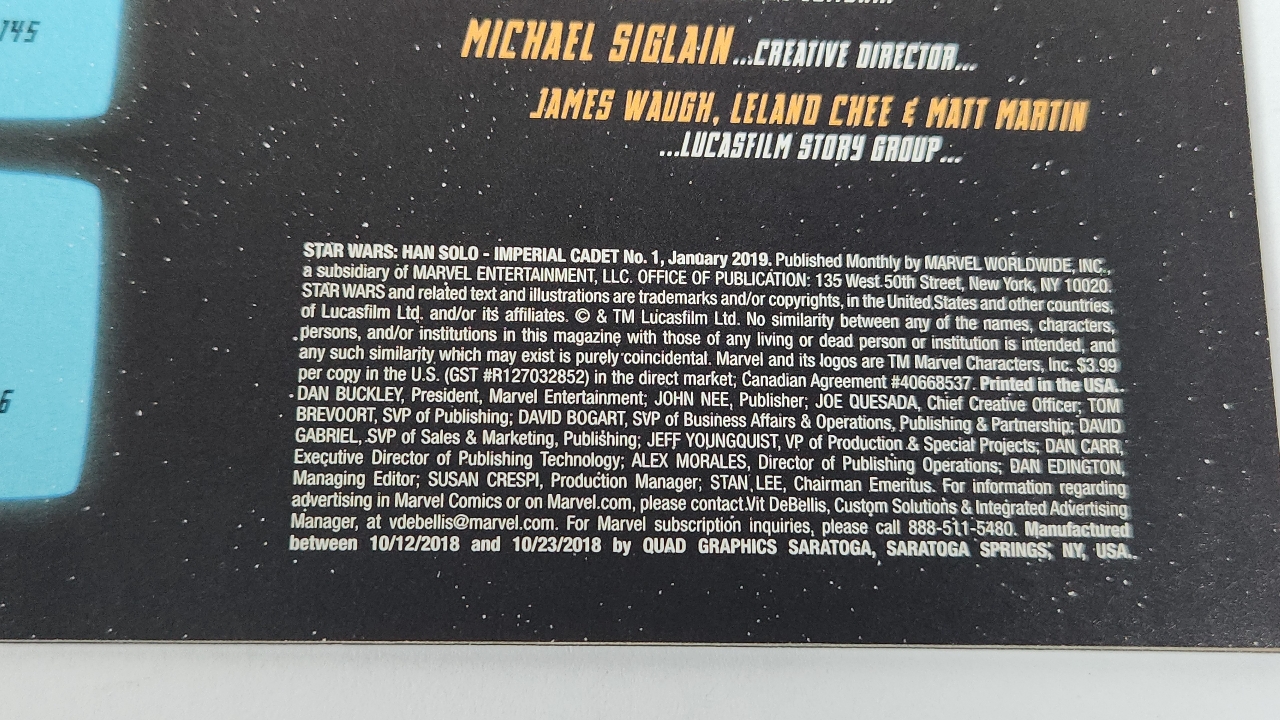 745
MICHAEL SIGLAIN...CREATIVE DIRECTOR...
JAMES WAUGH, LELAND CHEE & MATT MARTIN
...LUCASFILM STORY GROUP...
STAR WARS: HAN SOLO - IMPERIAL CADET No. 1, January 2019. Published Monthly by MARVEL WORLDWIDE, INC.,
a subsidiary of MARVEL ENTERTAINMENT, LLC. OFFICE OF PUBLICATION: 135 West 50th Street, New York, NY 10020.
STAR WARS and related text and illustrations are trademarks and/or copyrights, in the United States and other countries,
of Lucasfilm Ltd. and/or its affiliates. © & TM Lucasfilm Ltd. No similarity between any of the names, characters,
persons, and/or institutions in this magazine with those of any living or dead person or institution is intended, and
any such similarity which may exist is purely coincidental. Marvel and its logos are TM Marvel Characters, Inc. $3.99
per copy in the U.S. (GST #R127032852) in the direct market; Canadian Agreement #40668537. Printed in the USA.
DAN BUCKLEY, President, Marvel Entertainment; JOHN NEE, Publisher; JOE QUESADA, Chief Creative Officer; TOM
BREVOORT, SVP of Publishing; DAVID BOGART, SVP of Business Affairs & Operations, Publishing & Partnership; DAVID
GABRIEL, SVP of Sales & Marketing, Publishing; JEFF YOUNGQUIST, VP of Production & Special Projects; DAN CARR,
Executive Director of Publishing Technology; ALEX MORALES, Director of Publishing Operations; DAN EDINGTON,
Managing Editor; SUSAN CRESPI, Production Manager; STAN LEE, Chairman Emeritus. For information regarding
advertising in Marvel Comics or on Marvel.com, please contact Vit DeBellis, Custom Solutions & Integrated Advertising
Manager, at vdebellis@marvel.com. For Marvel subscription inquiries, please call 888-511-5480. Manufactured
between 10/12/2018 and 10/23/2018 by QUAD GRAPHICS SARATOGA, SARATOGA SPRINGS, NY, USA.
6